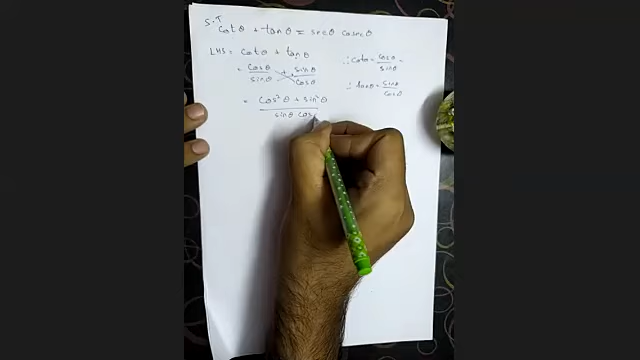 S.T cotθ + tanθ = secθ cosecθ
LHS = cotθ + tanθ
= cosθ/sinθ + sinθ/cosθ
= cos²θ + sin²θ / sinθ cos
∴ cotθ = cosθ/sinθ
∴ tanθ = sinθ/cosθ